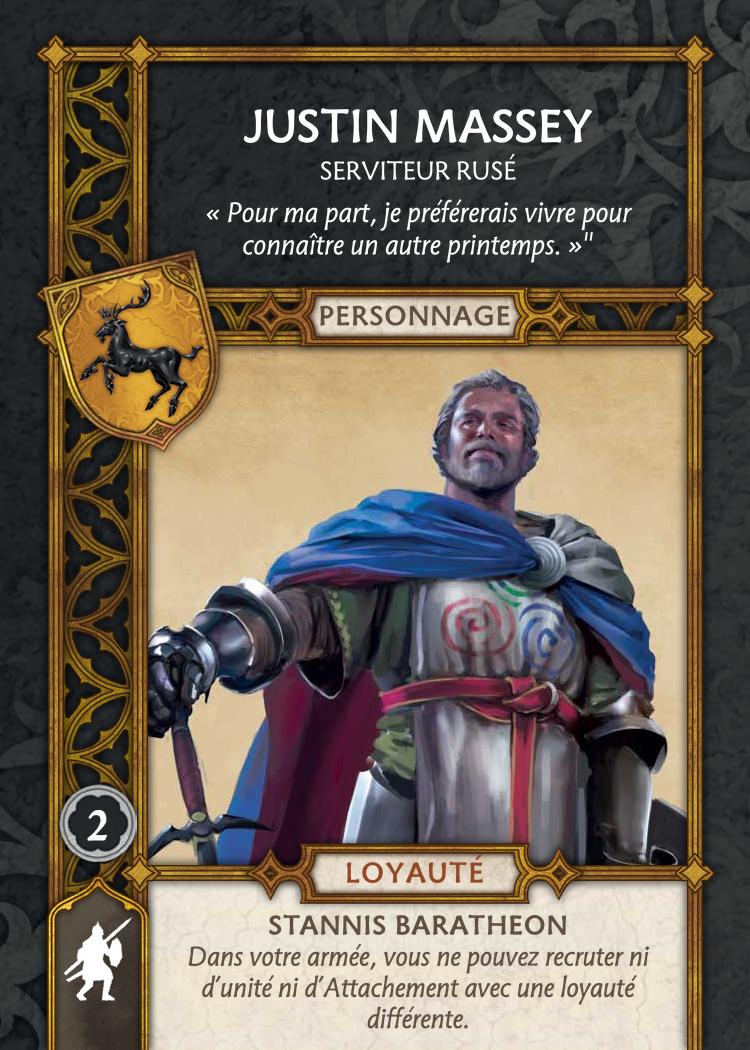 JUSTIN MASSEY
SERVITEUR RUSÉ
« Pour ma part, je préférerais vivre pour
connaître un autre printemps. »"
PERSONNAGE
2
LOYAUTÉ
STANNIS BARATHEON
Dans votre armée, vous ne pouvez recruter ni
d'unité ni d'Attachement avec une loyauté
différente.